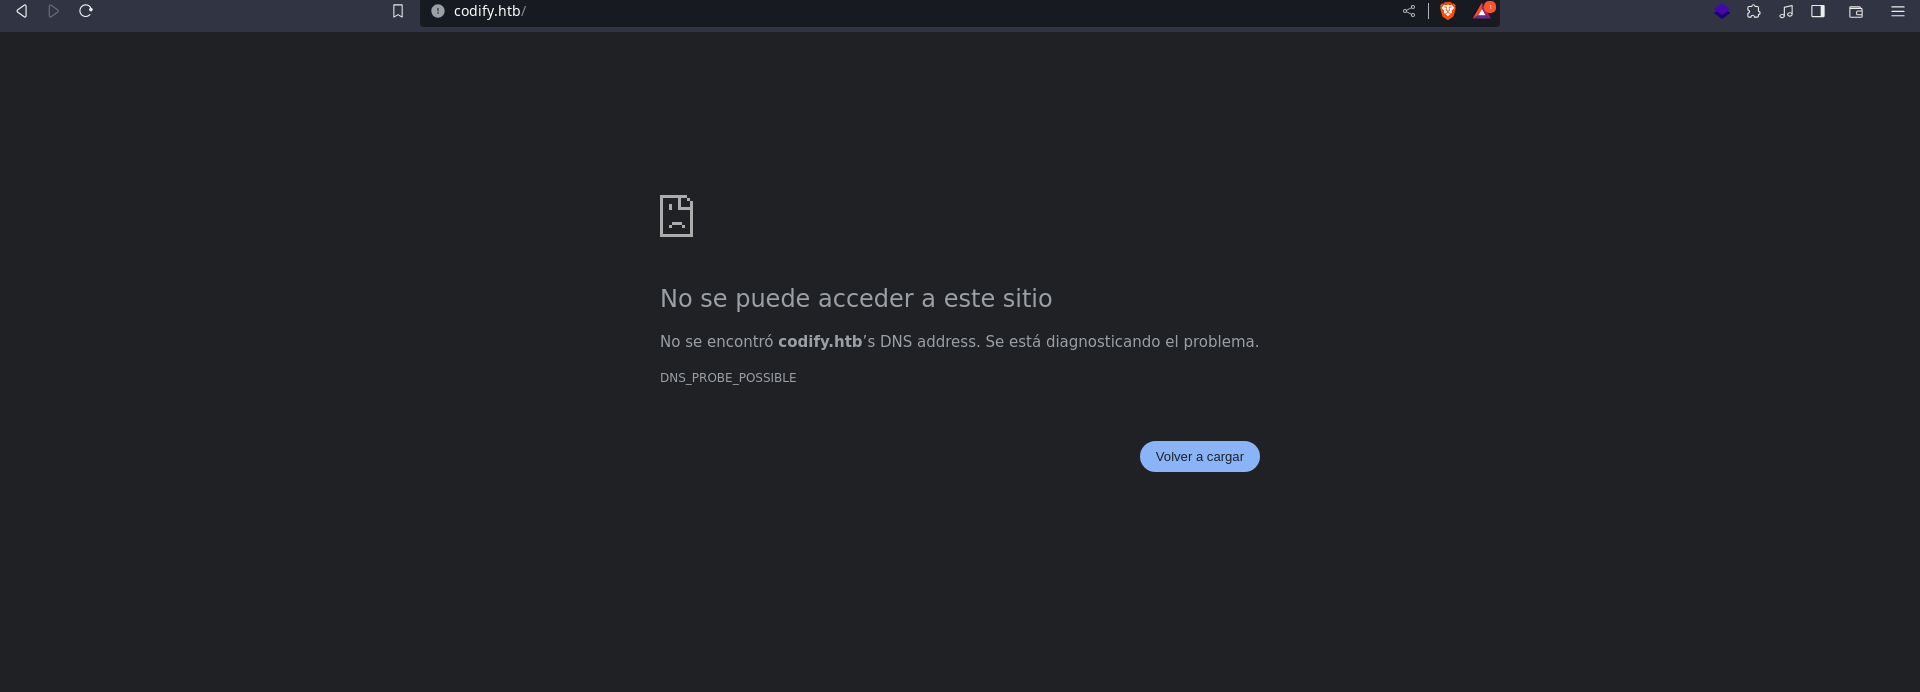 codify.htb/
No se puede acceder a este sitio
No se encontró codify.htb’s DNS address. Se está diagnosticando el problema.
DNS_PROBE_POSSIBLE
Volver a cargar